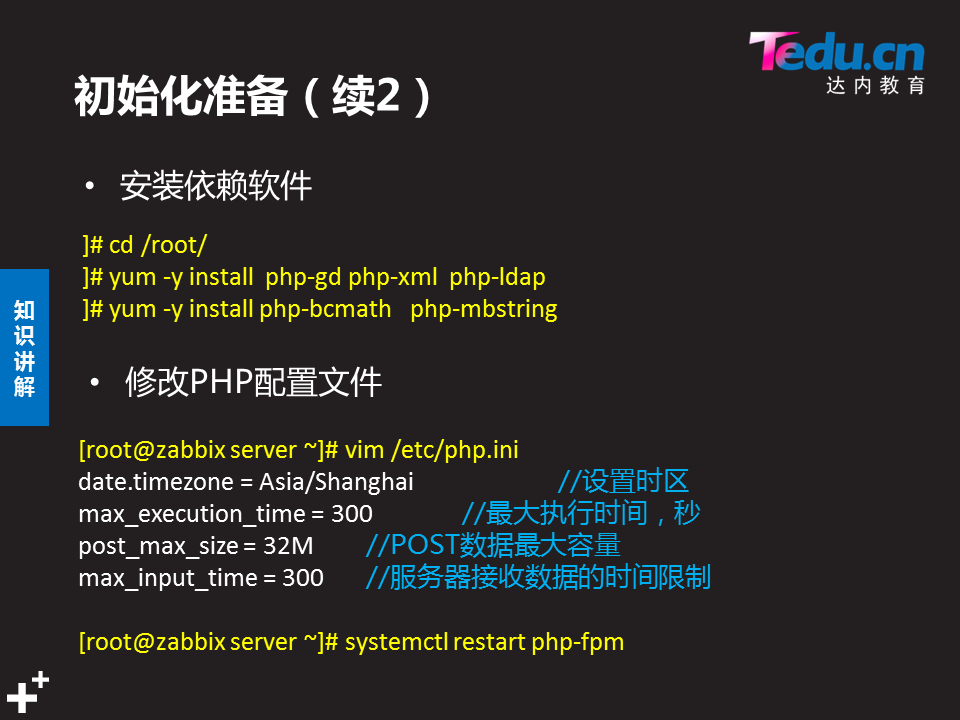 Tedu.cn
达内教育
初始化准备（续2）
• 安装依赖软件
]# cd /root/
]# yum -y install  php-gd php-xml  php-ldap
]# yum -y install php-bcmath   php-mbstring
知识讲解
• 修改PHP配置文件
[root@zabbix server ~]# vim /etc/php.ini
date.timezone = Asia/Shanghai //设置时区
max_execution_time = 300 //最大执行时间，秒
post_max_size = 32M //POST数据最大容量
max_input_time = 300 //服务器接收数据的时间限制
[root@zabbix server ~]# systemctl restart php-fpm